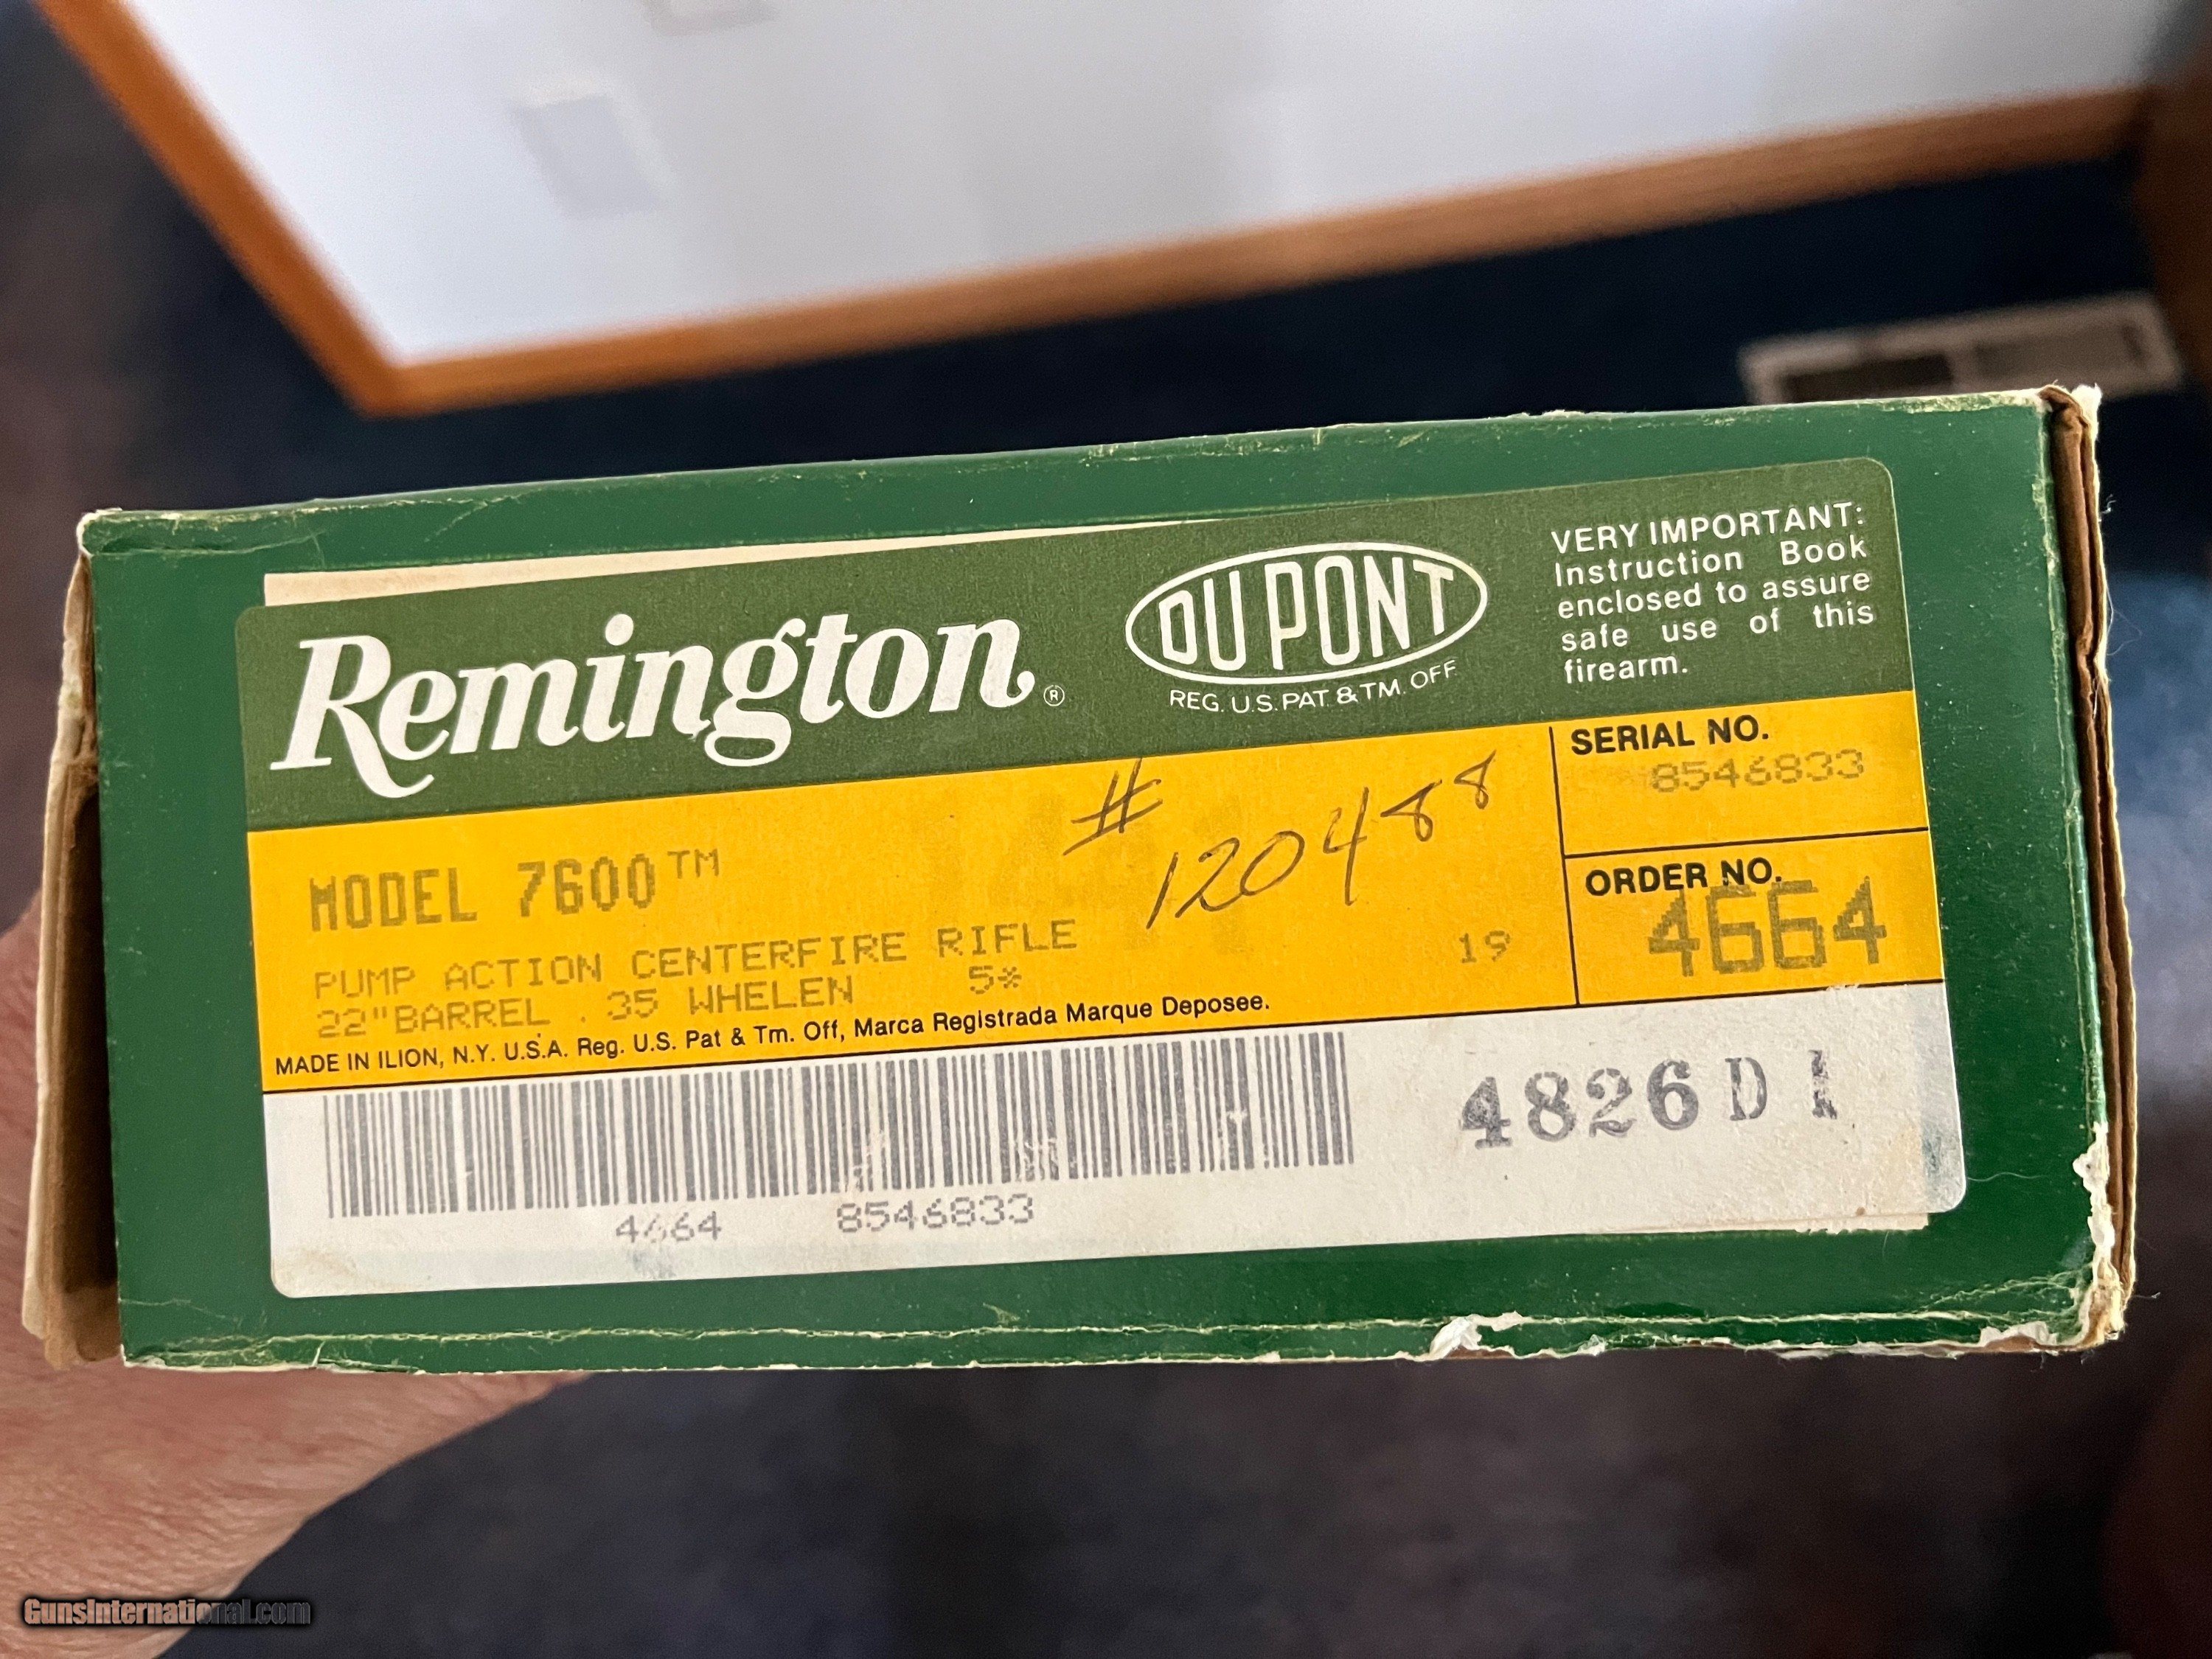 Remington®
DU PONT
REG. U.S. PAT. & TM. OFF.
VERY IMPORTANT:
Instruction Book
enclosed to assure
safe use of this
firearm.
# 120488
SERIAL NO.
8546833
MODEL 7600™
ORDER NO.
4664
PUMP ACTION CENTERFIRE RIFLE
22"BARREL .35 WHELEN 5* 19
MADE IN ILION, N.Y. U.S.A. Reg. U.S. Pat & Tm. Off, Marca Registrada Marque Deposee.
4826 D 1
4664 8546833
GunsInternational.com